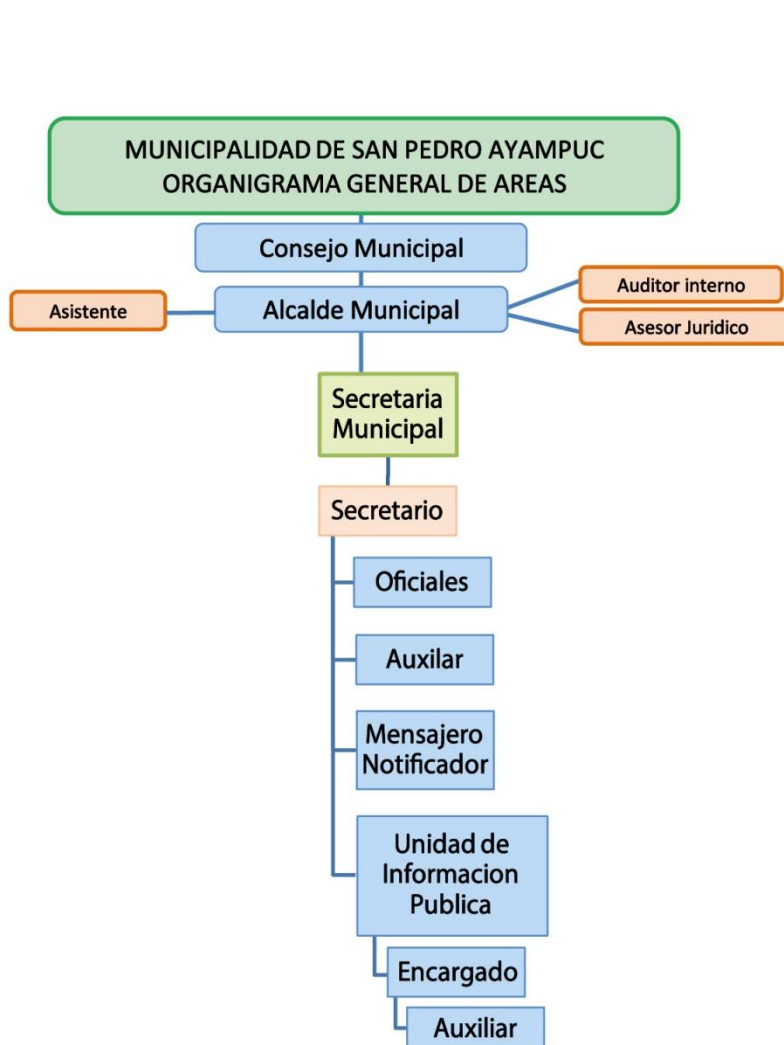 MUNICIPALIDAD DE SAN PEDRO AYAMPUC
ORGANIGRAMA GENERAL DE AREAS
Consejo Municipal
Asistente
Alcalde Municipal
Auditor interno
Asesor Juridico
Secretaria
Municipal
Secretario
Oficiales
Auxilar
Mensajero
Notificador
Unidad de
Informacion
Publica
Encargado
Auxiliar